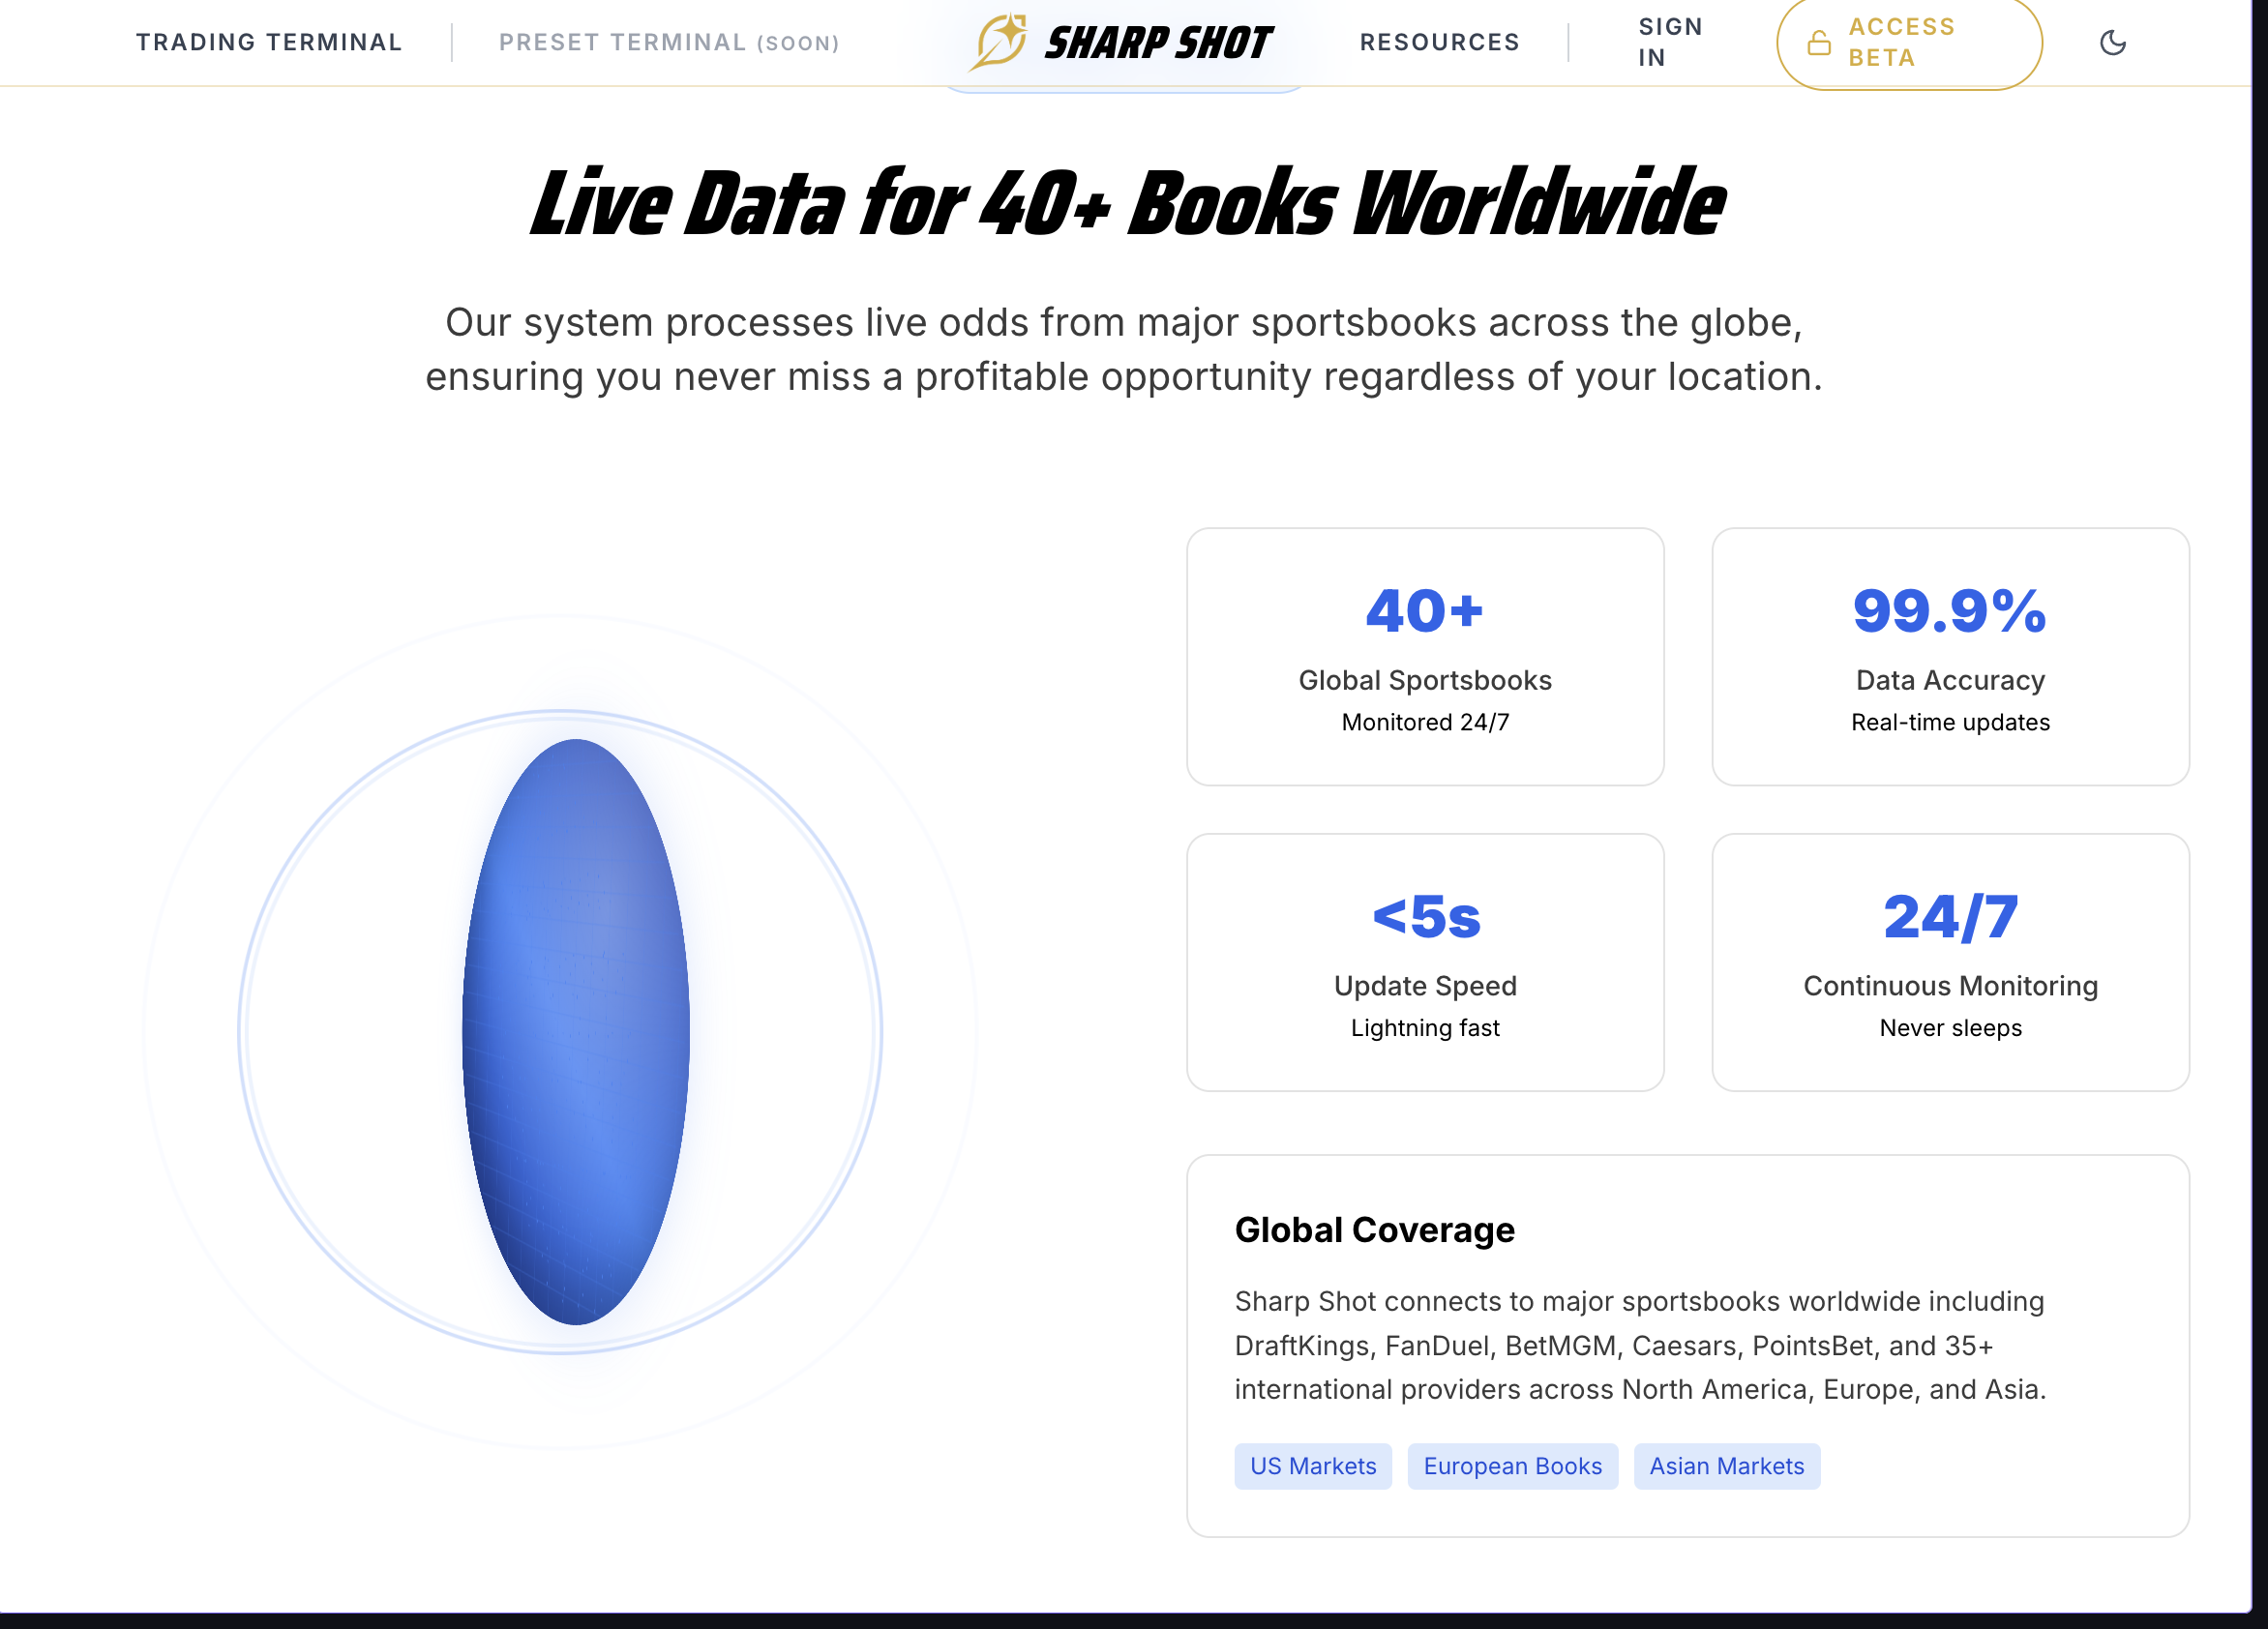 TRADING TERMINAL
PRESET TERMINAL (SOON)
SHARP SHOT
RESOURCES
SIGN
IN
ACCESS
BETA
Live Data for 40+ Books Worldwide
Our system processes live odds from major sportsbooks across the globe,
ensuring you never miss a profitable opportunity regardless of your location.
40+
Global Sportsbooks
Monitored 24/7
99.9%
Data Accuracy
Real-time updates
<5s
Update Speed
Lightning fast
24/7
Continuous Monitoring
Never sleeps
Global Coverage
Sharp Shot connects to major sportsbooks worldwide including
DraftKings, FanDuel, BetMGM, Caesars, PointsBet, and 35+
international providers across North America, Europe, and Asia.
US Markets
European Books
Asian Markets